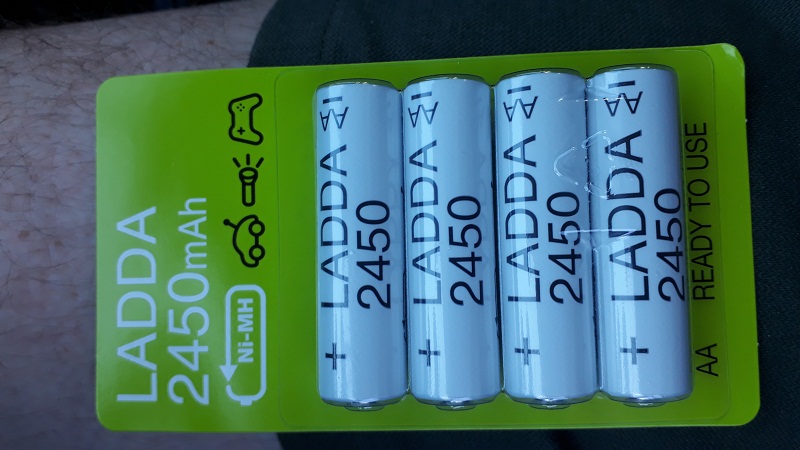 LADDA
2450mAh
Ni-MH
+ LADDA AA -
2450
+ LADDA AA -
2450
+ LADDA AA -
2450
+ LADDA AA -
2450
AA READY TO USE